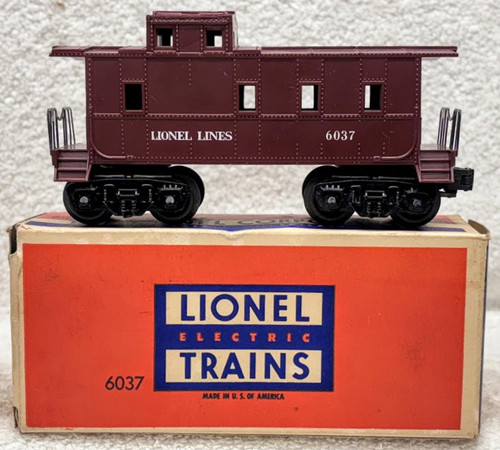 LIONEL LINES 6037
LIONEL
ELECTRIC
TRAINS
6037
MADE IN U. S. OF AMERICA